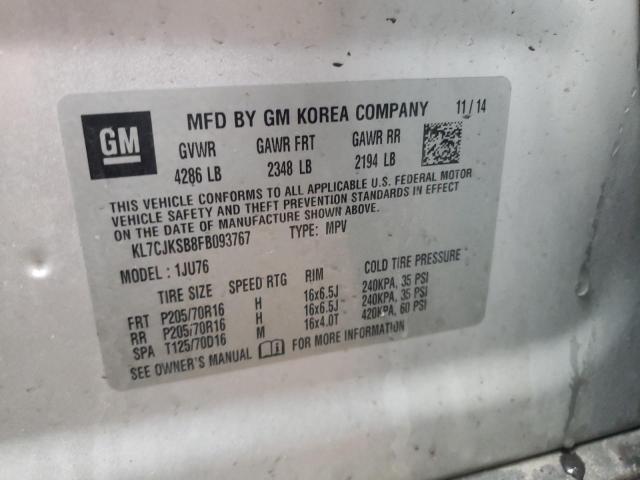 GM
MFD BY GM KOREA COMPANY 11/14
GVWR GAWR FRT GAWR RR
4286 LB 2348 LB 2194 LB
THIS VEHICLE CONFORMS TO ALL APPLICABLE U.S. FEDERAL MOTOR
VEHICLE SAFETY AND THEFT PREVENTION STANDARDS IN EFFECT
ON THE DATE OF MANUFACTURE SHOWN ABOVE.
KL7CJKSB8FB093767 TYPE: MPV
MODEL : 1JU76
TIRE SIZE SPEED RTG RIM COLD TIRE PRESSURE
FRT P205/70R16 H 16x6.5J 240KPA, 35 PSI
RR P205/70R16 H 16x6.5J 240KPA, 35 PSI
SPA T125/70D16 M 16x4.0T 420KPA, 60 PSI
SEE OWNER'S MANUAL FOR MORE INFORMATION